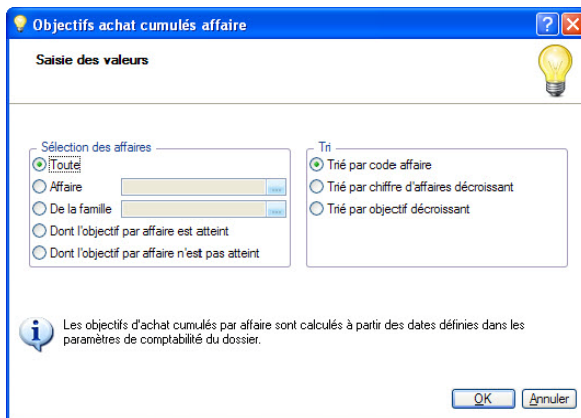 Objectifs achat cumulés affaire
Saisie des valeurs
Sélection des affaires
Toute
Affaire
...
De la famille
...
Dont l'objectif par affaire est atteint
Dont l'objectif par affaire n'est pas atteint
Tri
Trié par code affaire
Trié par chiffre d'affaires décroissant
Trié par objectif décroissant
Les objectifs d'achat cumulés par affaire sont calculés à partir des dates définies dans les
paramètres de comptabilité du dossier.
OK
Annuler